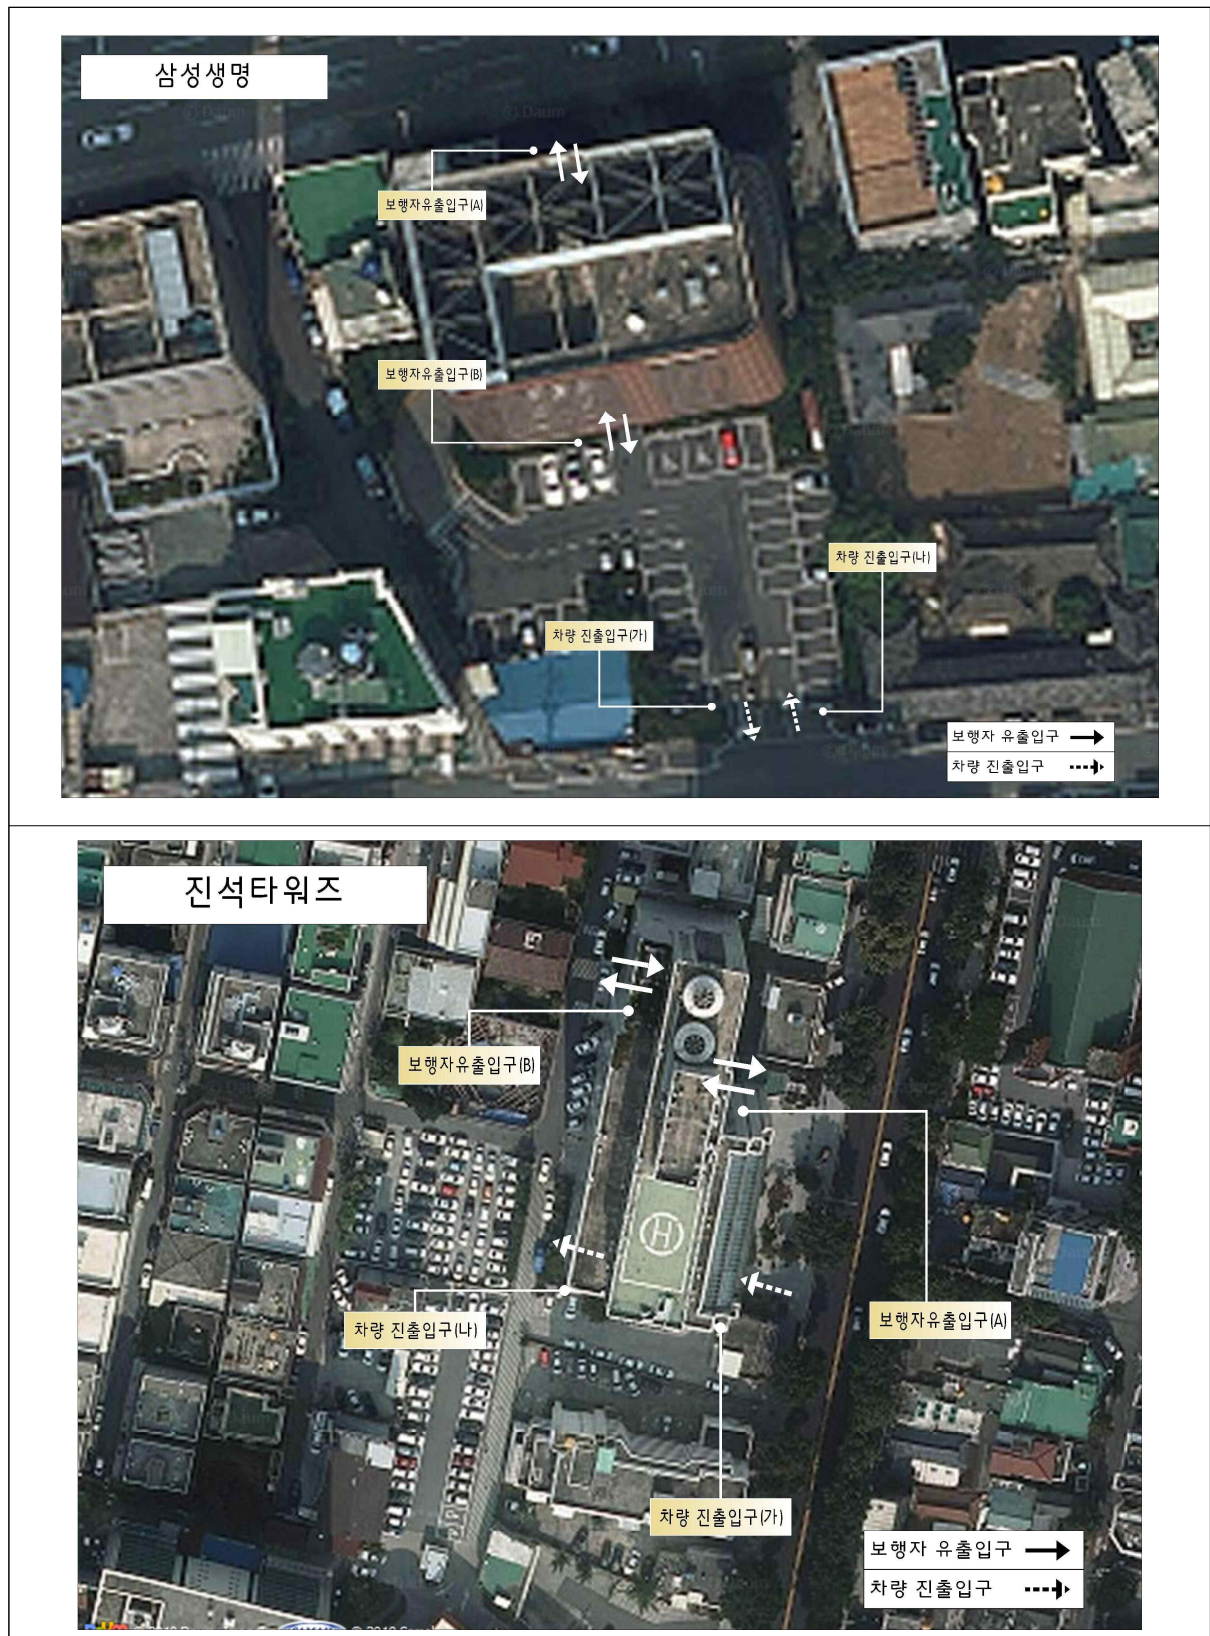 삼성생명
ⓒ Daum
ⓒ Daum
보행자유출입구(A)
보행자유출입구(B)
차량 진출입구(나)
차량 진출입구(가)
보행자 유출입구
차량 진출입구
진석타워즈
보행자유출입구(B)
H
보행자유출입구(A)
차량 진출입구(나)
차량 진출입구(가)
보행자 유출입구
차량 진출입구